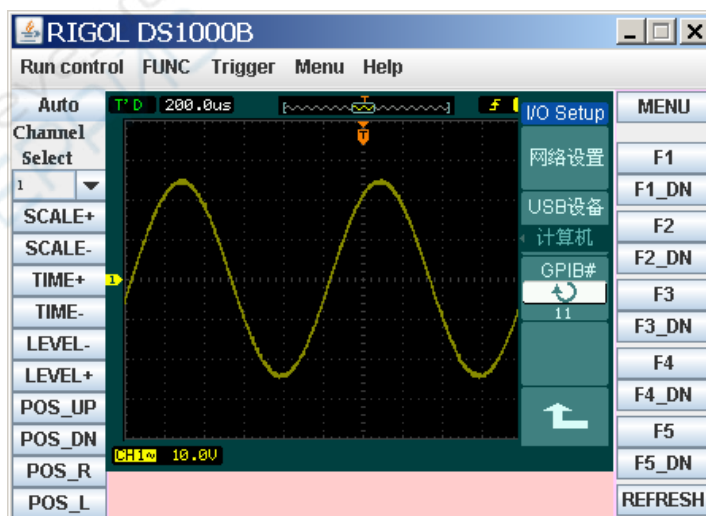 RIGOL DS1000B
Run control FUNC Trigger Menu Help
Auto
Channel
Select
1
SCALE+
SCALE-
TIME+
TIME-
LEVEL-
LEVEL+
POS_UP
POS_DN
POS_R
POS_L
T'D 200.0us
T
1
CH1~ 10.0V
I/O Setup
网络设置
USB设备
计算机
GPIB#
11
MENU
F1
F1_DN
F2
F2_DN
F3
F3_DN
F4
F4_DN
F5
F5_DN
REFRESH